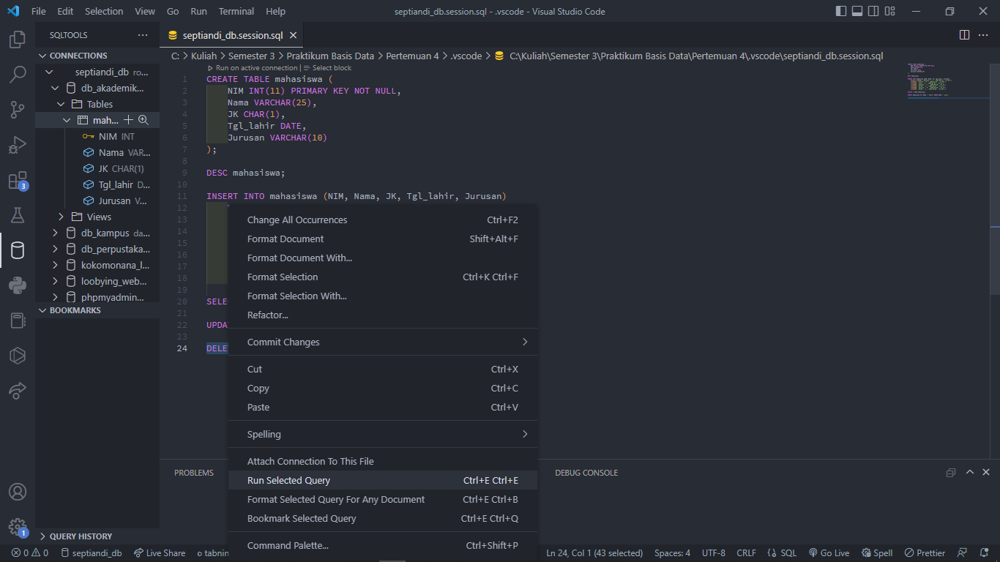 File Edit Selection View Go Run Terminal Help
septiandi_db.session.sql - .vscode - Visual Studio Code
SQLTOOLS
CONNECTIONS
septiandi_db ro...
db_akademik...
Tables
mah...
NIM INT
Nama VAR...
JK CHAR(1)
Tgl_lahir D...
Jurusan V...
Views
db_kampus da...
db_perpustaka...
kokomonana_l...
loobying_web...
phpmyadmin...
BOOKMARKS
QUERY HISTORY
3
1
septiandi_db.session.sql
C: > Kuliah > Semester 3 > Praktikum Basis Data > Pertemuan 4 > .vscode > C:\Kuliah\Semester 3\Praktikum Basis Data\Pertemuan 4\.vscode\septiandi_db.session.sql
Run on active connection | Select block
1 CREATE TABLE mahasiswa (
2 NIM INT(11) PRIMARY KEY NOT NULL,
3 Nama VARCHAR(25),
4 JK CHAR(1),
5 Tgl_lahir DATE,
6 Jurusan VARCHAR(10)
7 );
8
9 DESC mahasiswa;
10
11 INSERT INTO mahasiswa (NIM, Nama, JK, Tgl_lahir, Jurusan)
12
13
14
15
16
17
18
19
20 SELE
21
22 UPDA
23
24 DELE
Change All Occurrences Ctrl+F2
Format Document Shift+Alt+F
Format Document With...
Format Selection Ctrl+K Ctrl+F
Format Selection With...
Refactor...
Commit Changes
Cut Ctrl+X
Copy Ctrl+C
Paste Ctrl+V
Spelling
Attach Connection To This File
Run Selected Query Ctrl+E Ctrl+E
Format Selected Query For Any Document Ctrl+E Ctrl+B
Bookmark Selected Query Ctrl+E Ctrl+Q
Command Palette... Ctrl+Shift+P
PROBLEMS
DEBUG CONSOLE
0 0 septiandi_db Live Share tabnin
Ln 24, Col 1 (43 selected) Spaces: 4 UTF-8 CRLF SQL Go Live Spell Prettier